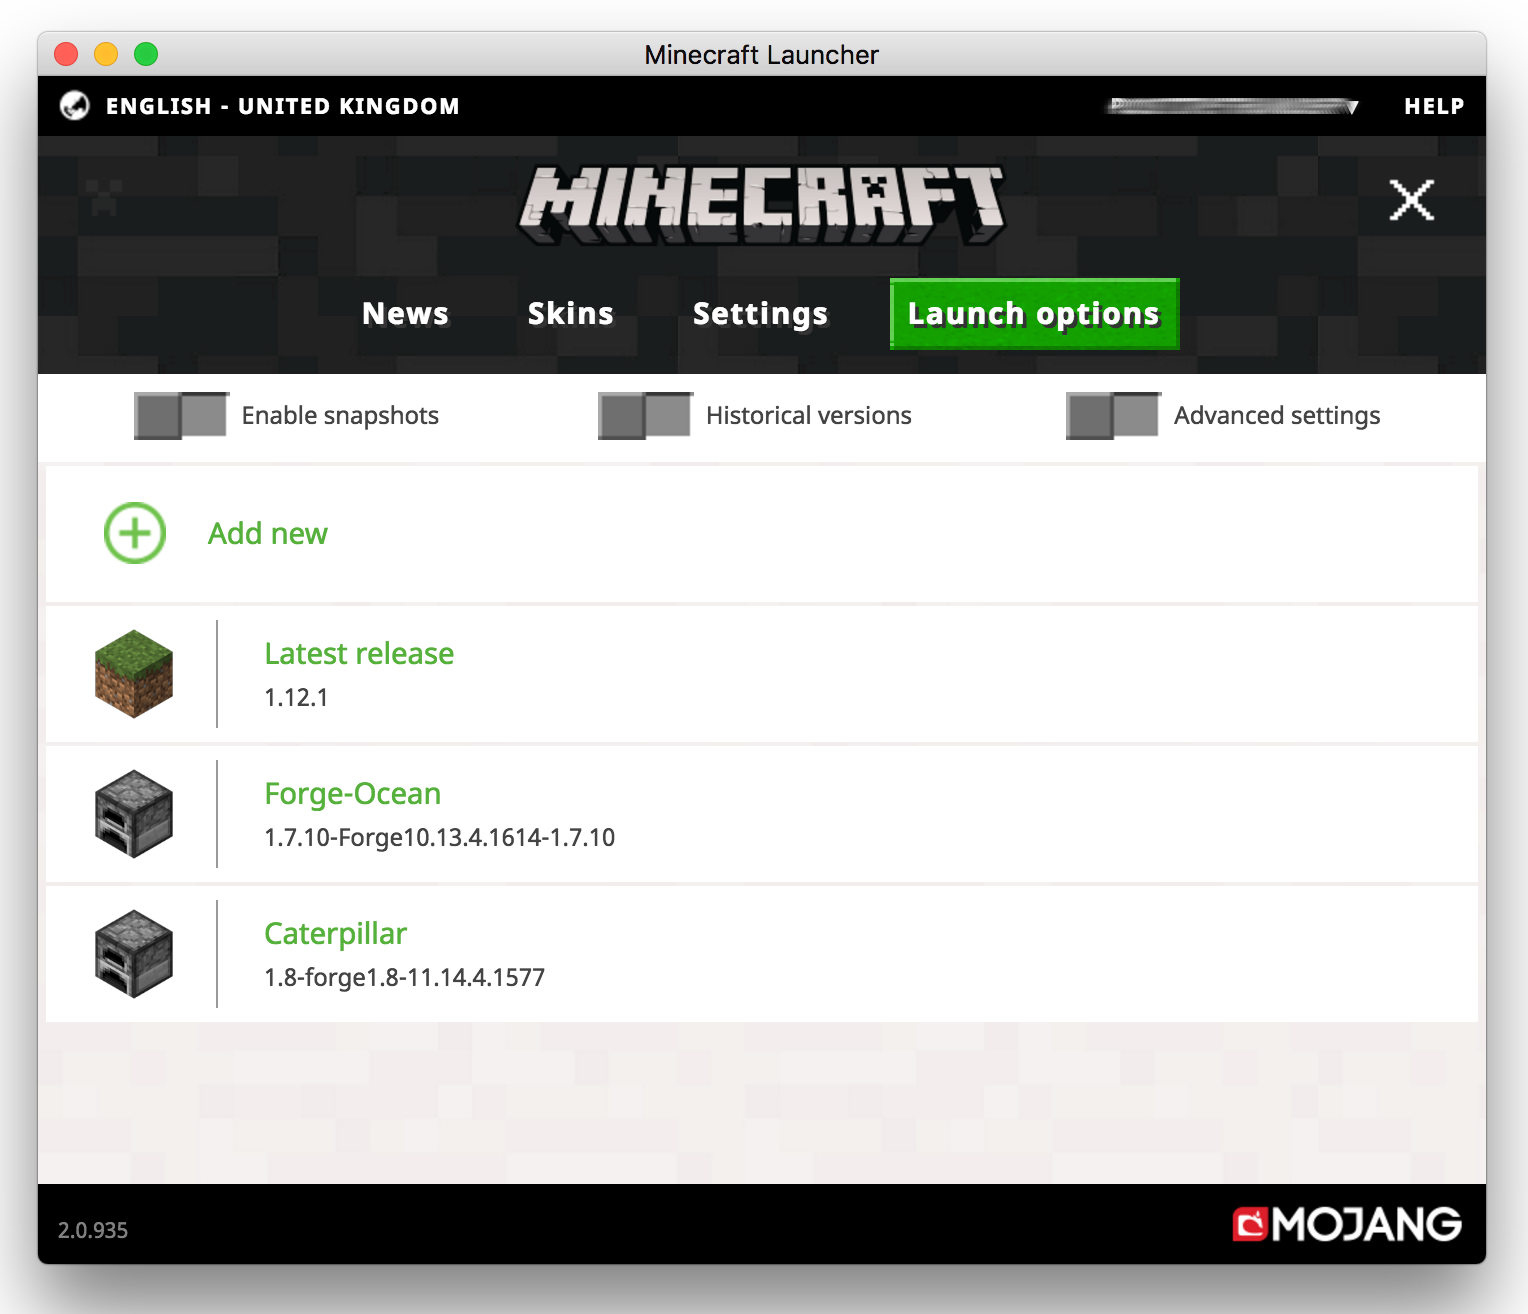 Minecraft Launcher
ENGLISH - UNITED KINGDOM
HELP
MINECRAFT
News
Skins
Settings
Launch options
Enable snapshots
Historical versions
Advanced settings
Add new
Latest release
1.12.1
Forge-Ocean
1.7.10-Forge10.13.4.1614-1.7.10
Caterpillar
1.8-forge1.8-11.14.4.1577
2.0.935
MOJANG